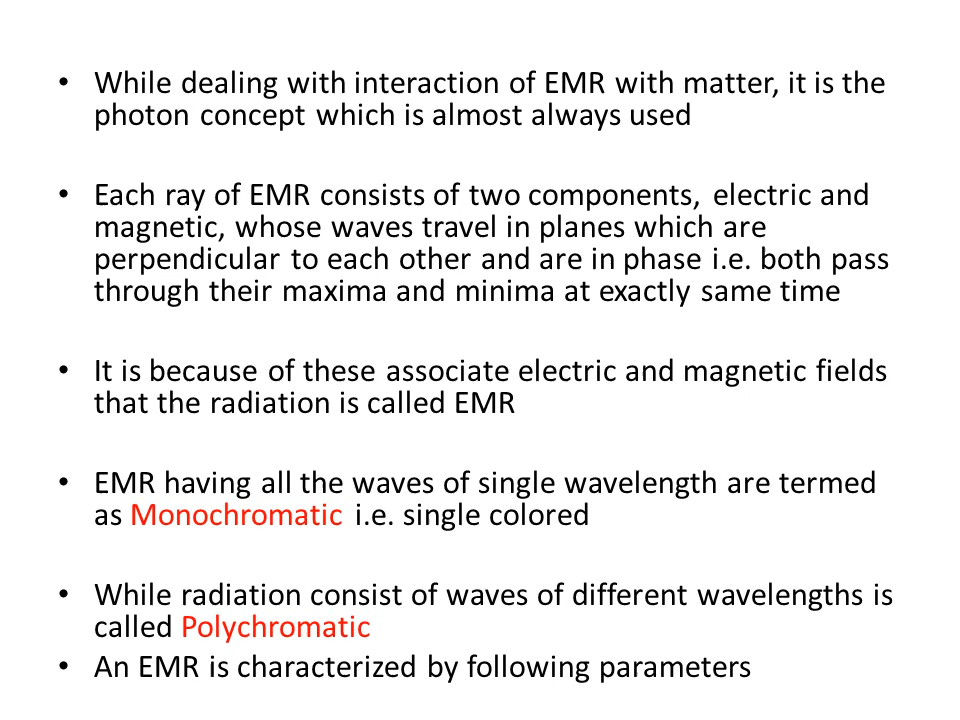 • While dealing with interaction of EMR with matter, it is the
photon concept which is almost always used
• Each ray of EMR consists of two components, electric and
magnetic, whose waves travel in planes which are
perpendicular to each other and are in phase i.e. both pass
through their maxima and minima at exactly same time
• It is because of these associate electric and magnetic fields
that the radiation is called EMR
• EMR having all the waves of single wavelength are termed
as Monochromatic i.e. single colored
• While radiation consist of waves of different wavelengths is
called Polychromatic
• An EMR is characterized by following parameters